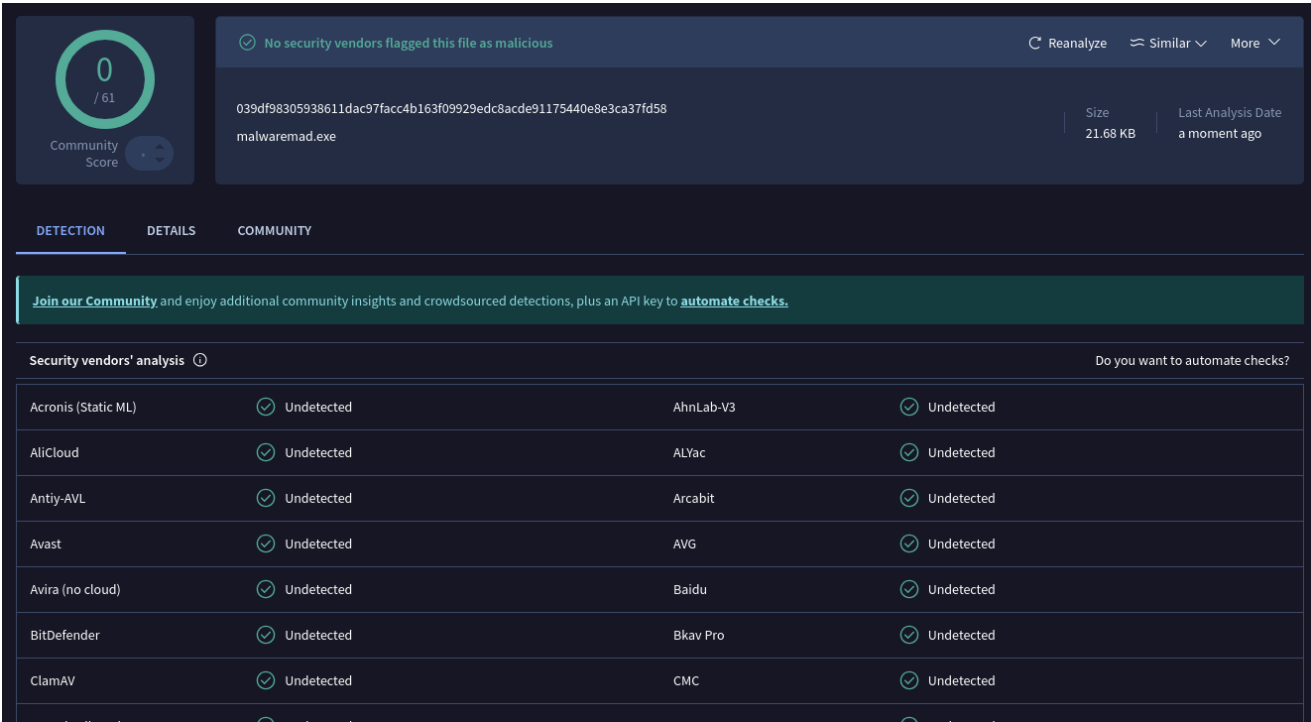 0
/ 61
Community
Score
No security vendors flagged this file as malicious
Reanalyze
Similar
More
039df98305938611dac97facc4b163f09929edc8acde91175440e8e3ca37fd58
malwaremad.exe
Size
21.68 KB
Last Analysis Date
a moment ago
DETECTION DETAILS COMMUNITY
Join our Community and enjoy additional community insights and crowdsourced detections, plus an API key to automate checks.
Security vendors' analysis
Do you want to automate checks?
Acronis (Static ML) Undetected AhnLab-V3 Undetected
AliCloud Undetected ALYac Undetected
Antiy-AVL Undetected Arcabit Undetected
Avast Undetected AVG Undetected
Avira (no cloud) Undetected Baidu Undetected
BitDefender Undetected Bkav Pro Undetected
ClamAV Undetected CMC Undetected